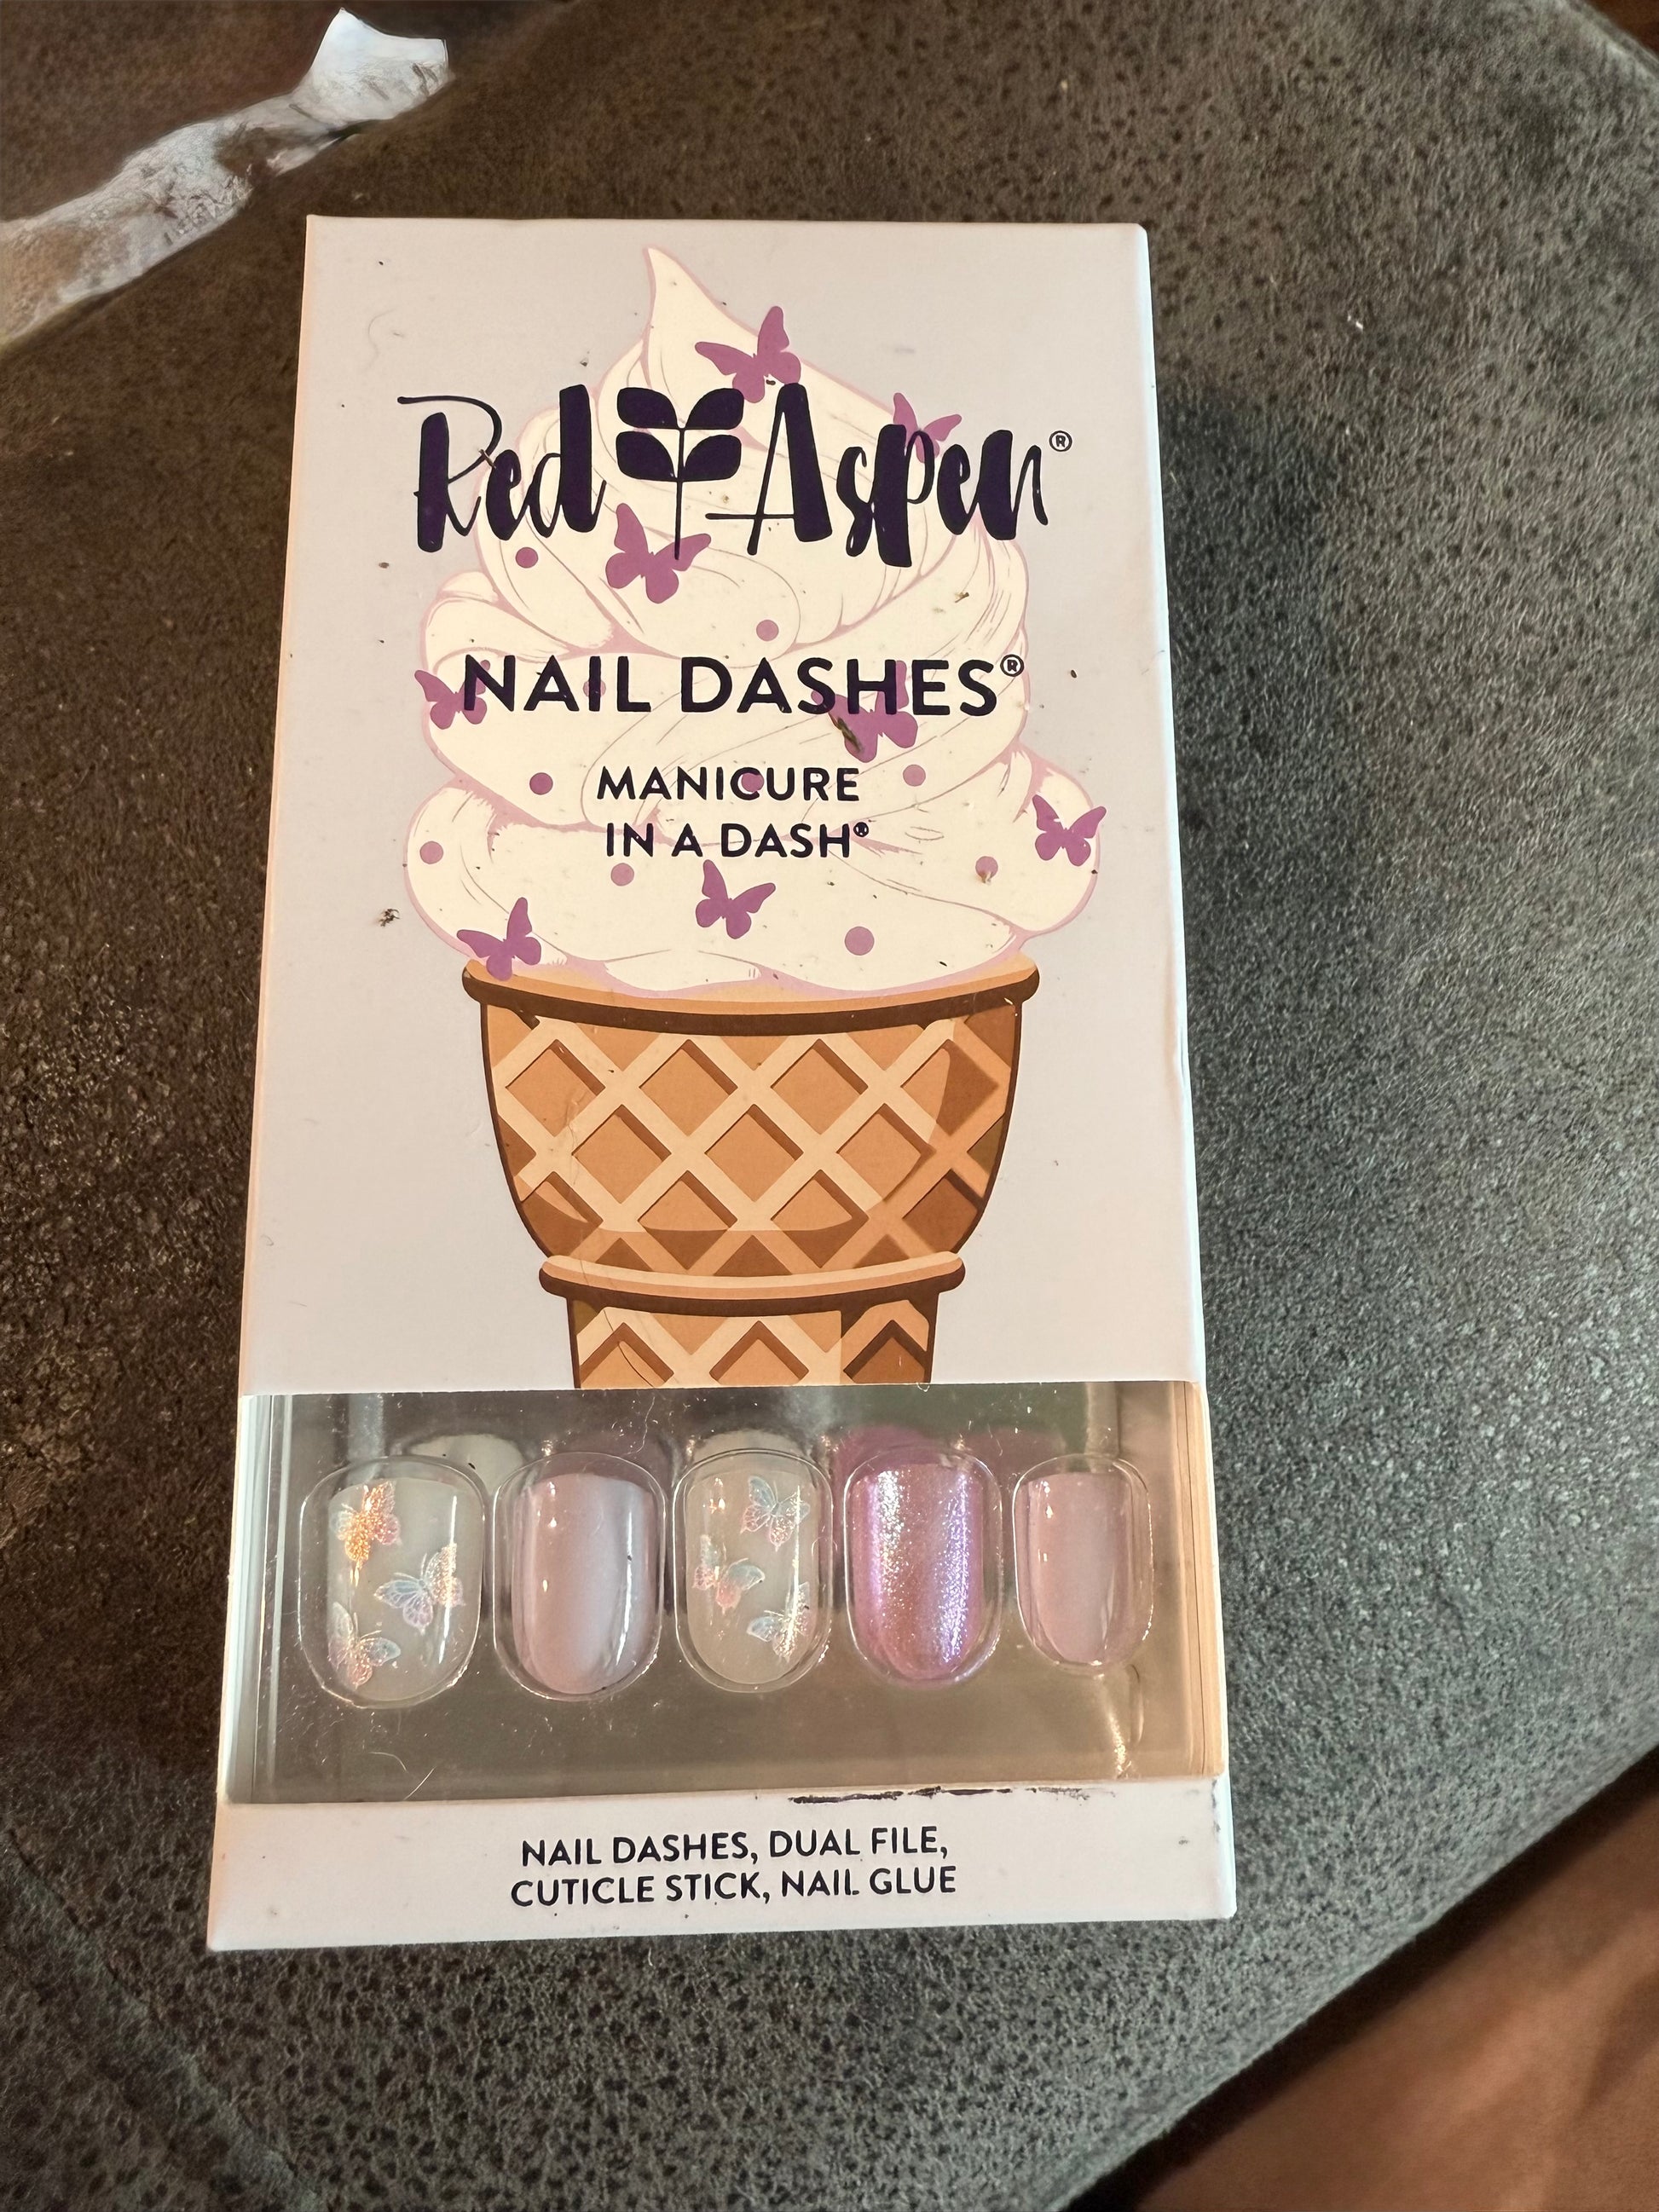 Red Aspen®
NAIL DASHES®
MANICURE
IN A DASH®
NAIL DASHES, DUAL FILE,
CUTICLE STICK, NAIL GLUE